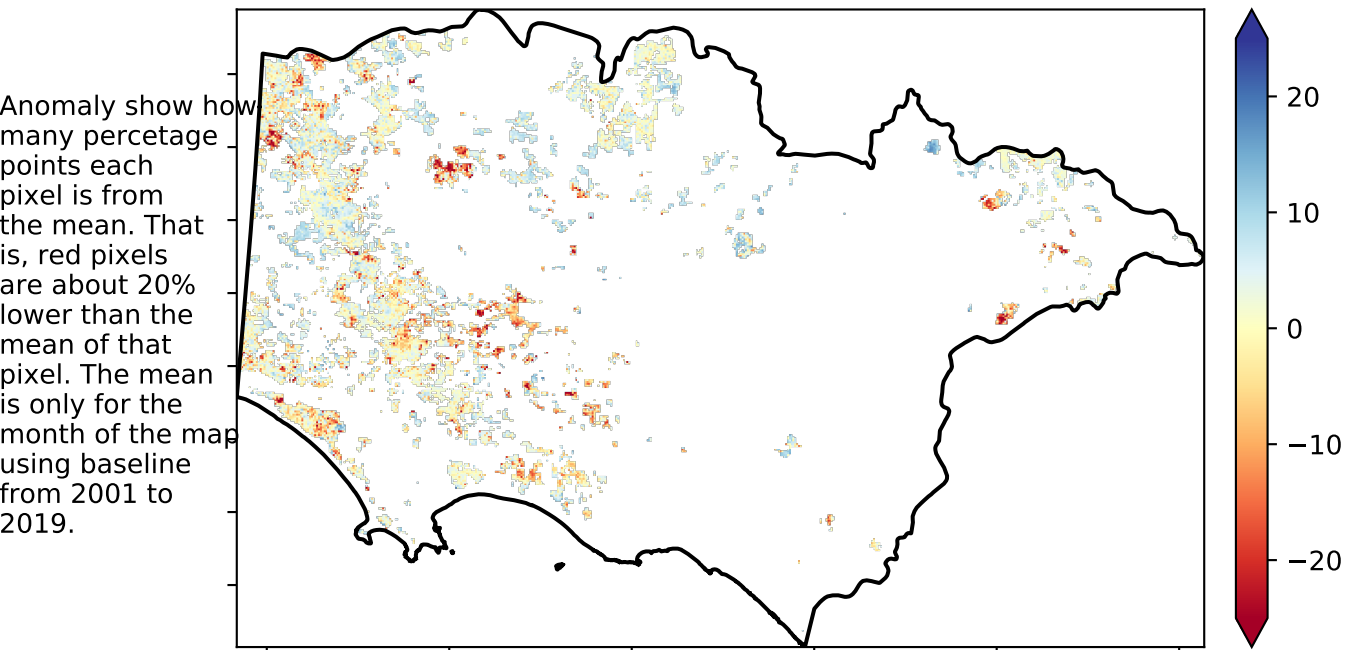 Anomaly show how
many percetage
points each
pixel is from
the mean. That
is, red pixels
are about 20%
lower than the
mean of that
pixel. The mean
is only for the
month of the map
using baseline
from 2001 to
2019.
20
10
0
−10
−20